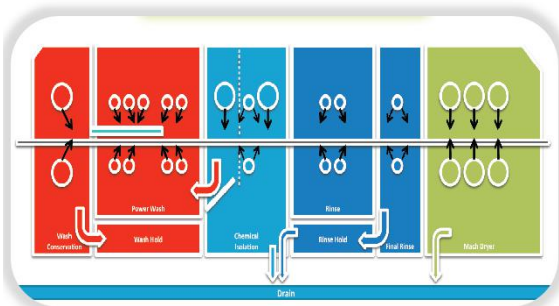 Power Wash
Rinse
Wash
Conservation
Wash Hold
Chemical
Isolation
Rinse Hold
Final Rinse
Mach Dryer
Drain